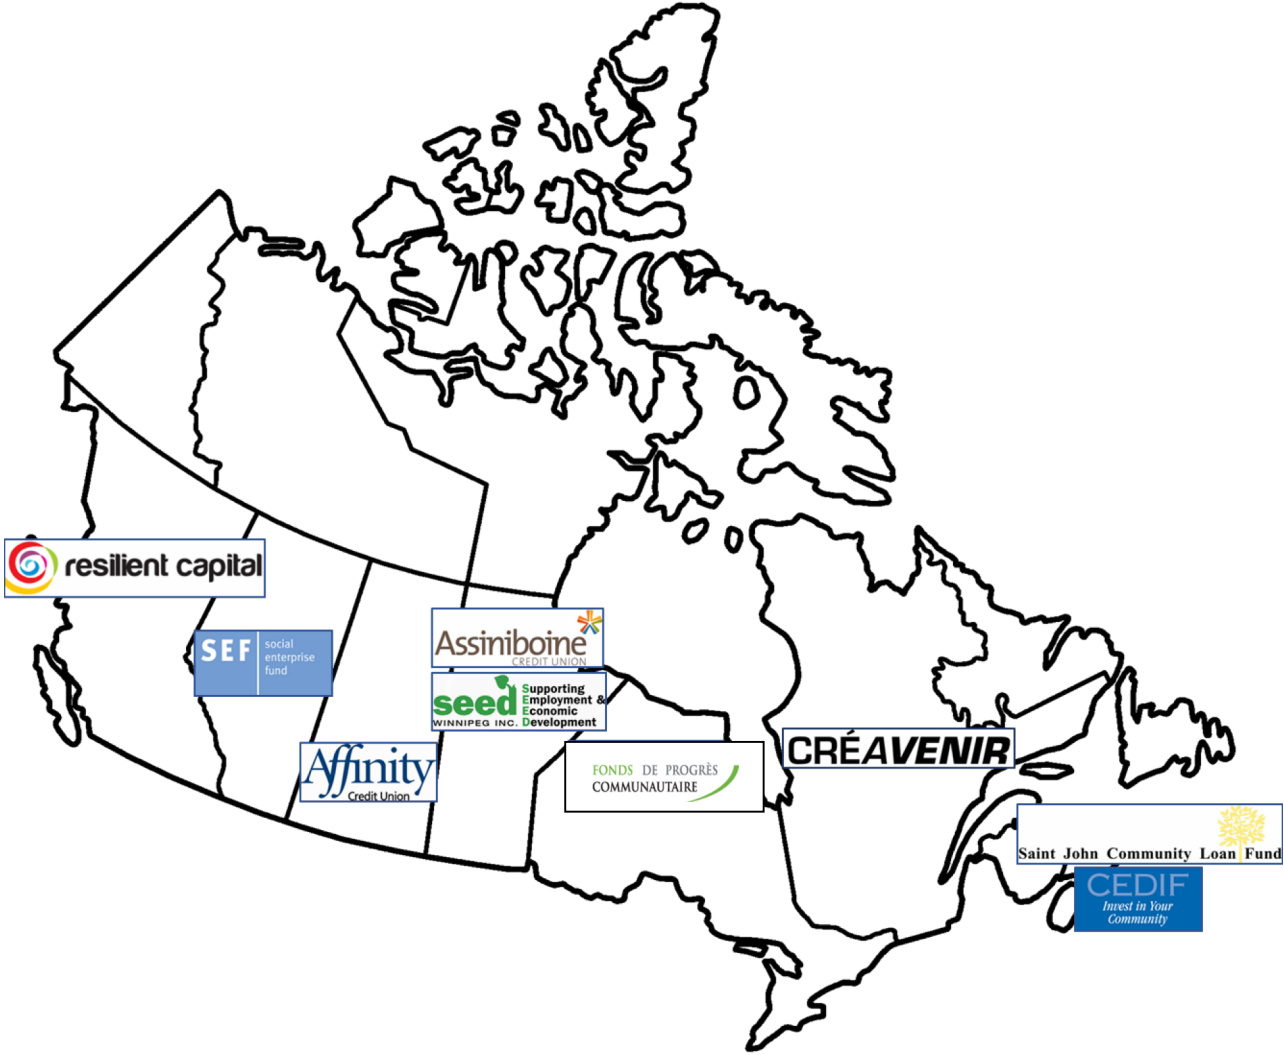 resilient capital
SEF social
enterprise
fund
Assiniboine
CREDIT UNION
seed Supporting
Employment &
Economic
Development
WINNIPEG INC.
Affinity
Credit Union
FONDS DE PROGRÈS
COMMUNAUTAIRE
CRÉAVENIR
Saint John Community Loan Fund
CEDIF
Invest in Your
Community